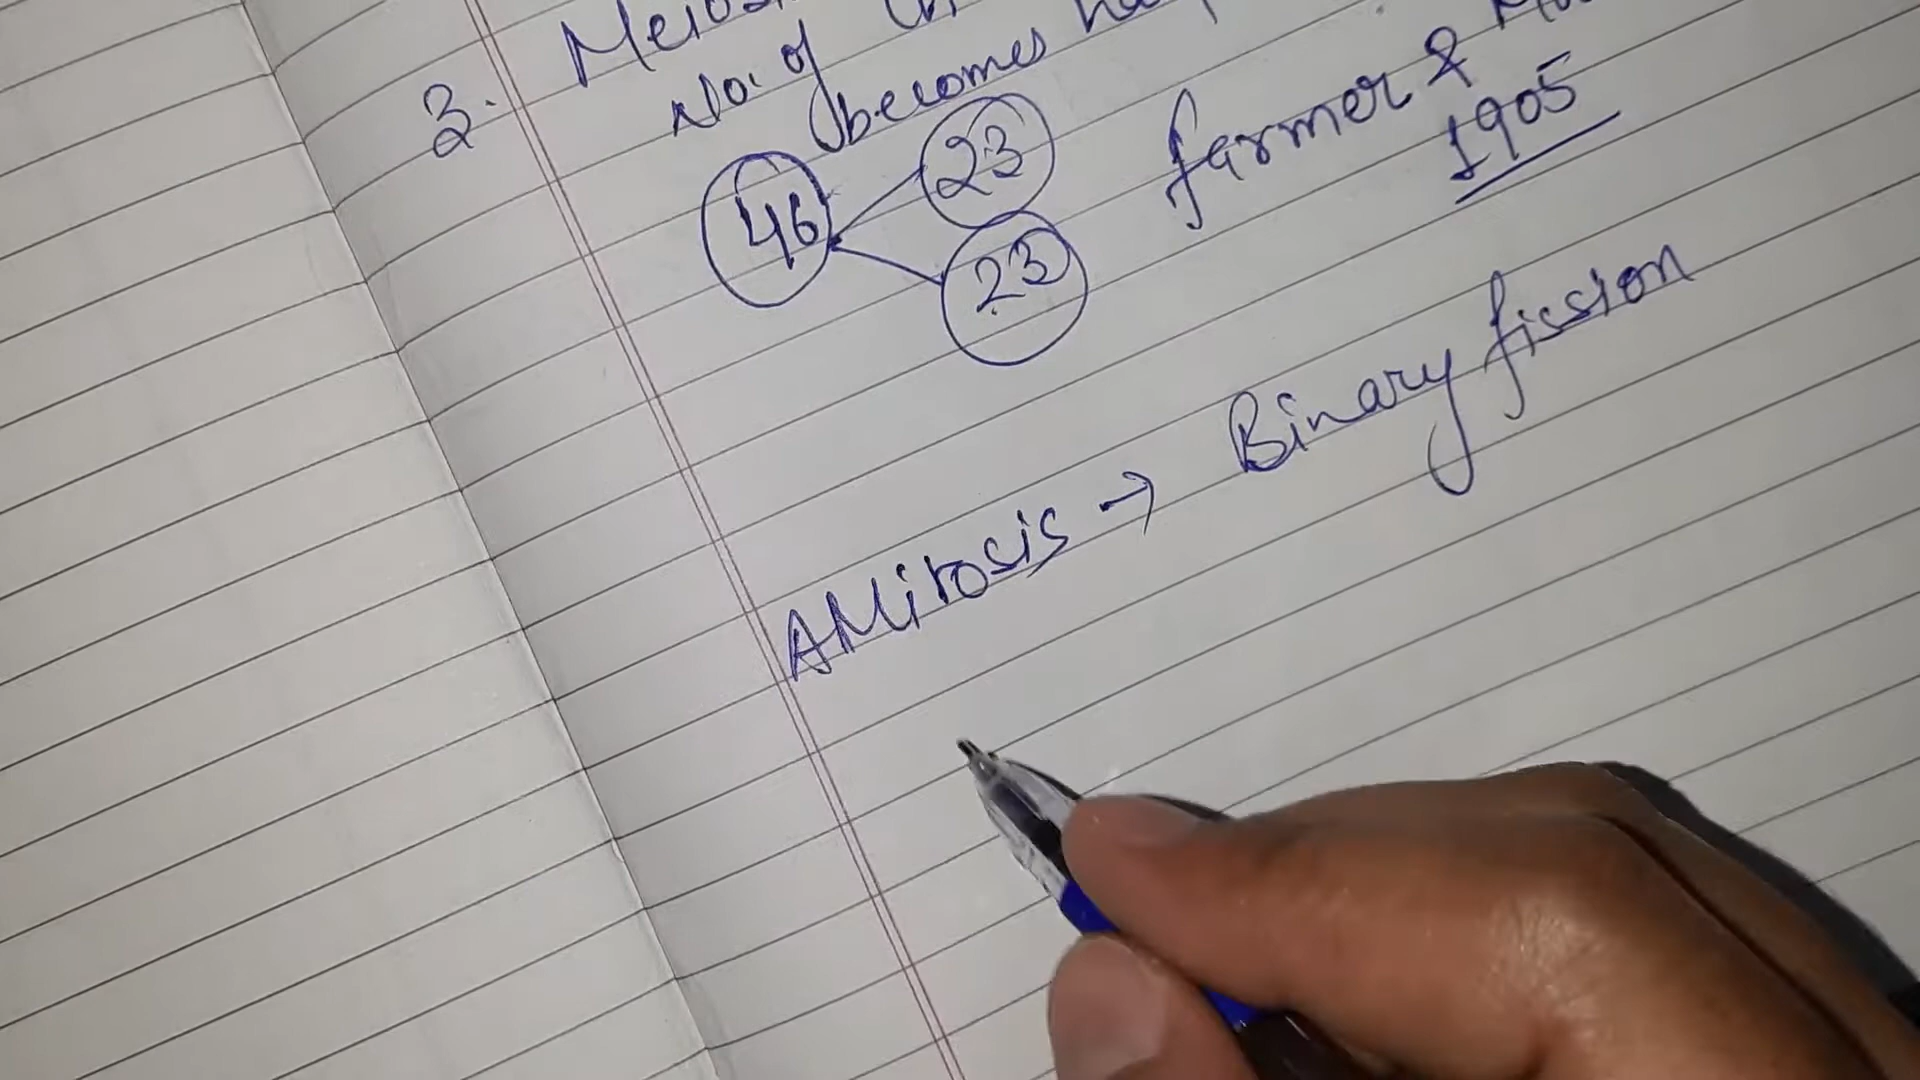 3.
No. of
becomes
46 23
23
farmer &
1905
AMitosis → Binary fission